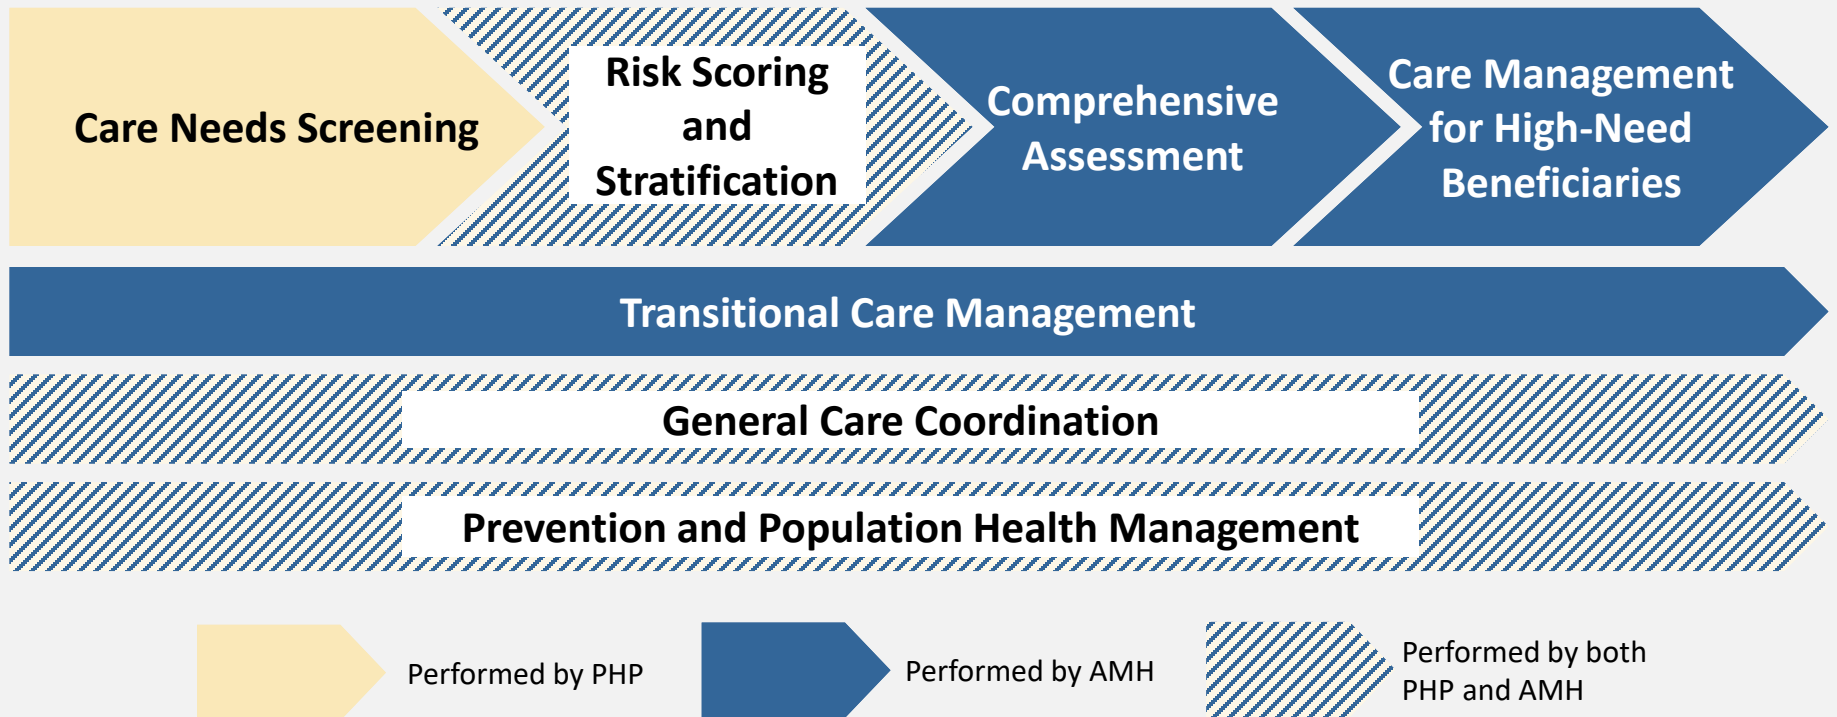 Care Needs Screening
Risk Scoring
and
Stratification
Comprehensive
Assessment
Care Management
for High-Need
Beneficiaries
Transitional Care Management
General Care Coordination
Prevention and Population Health Management
Performed by PHP
Performed by AMH
Performed by both
PHP and AMH